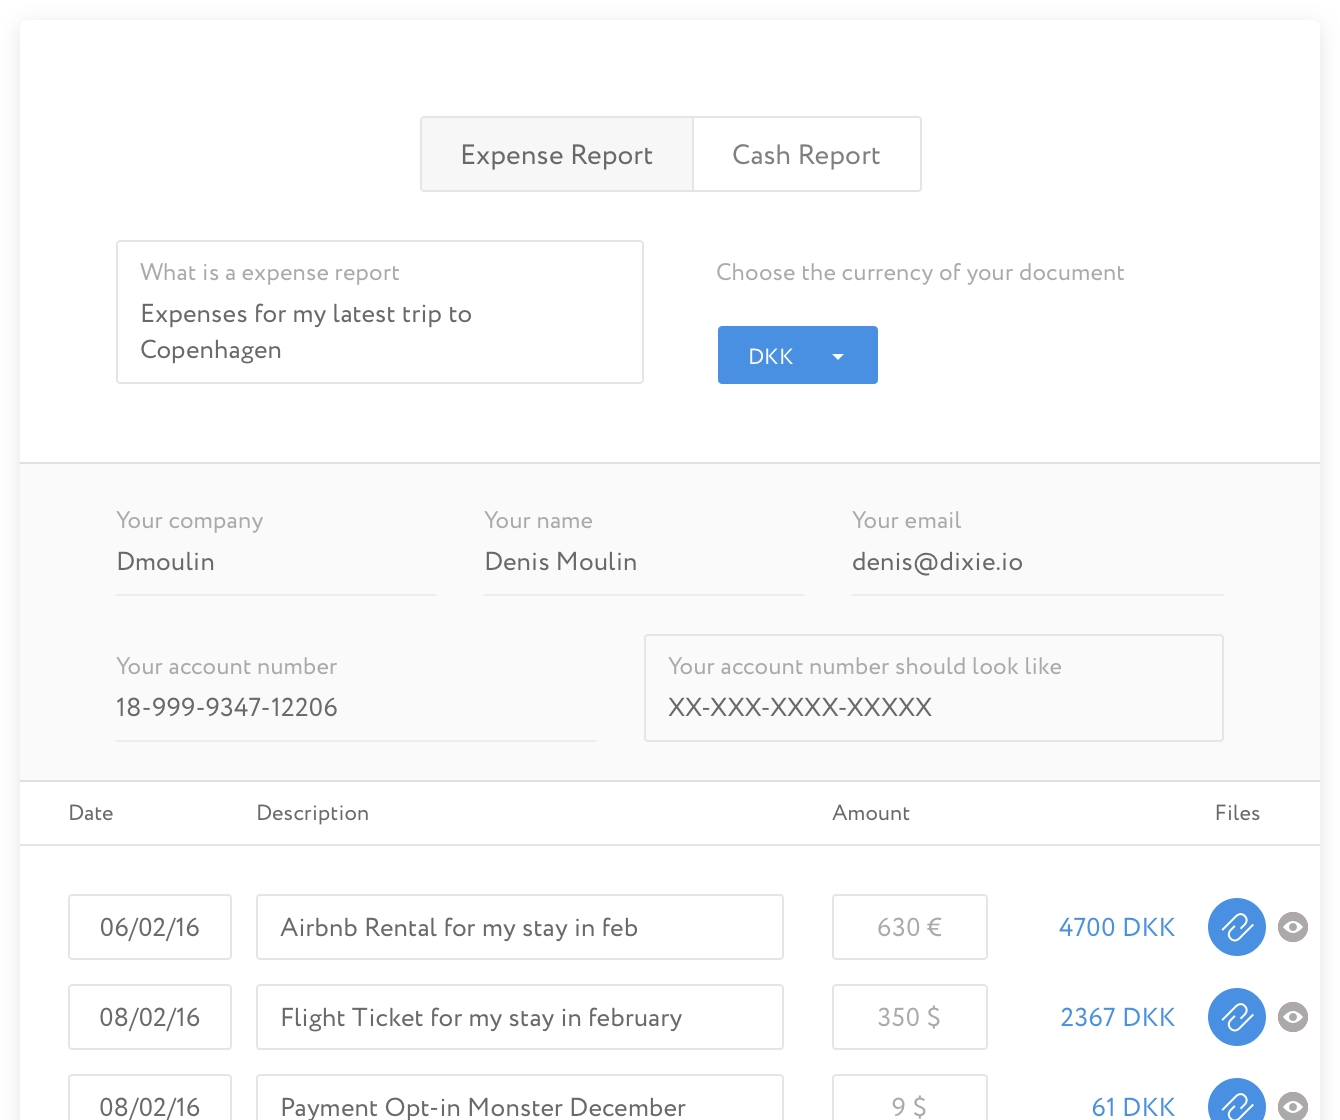 Expense Report
Cash Report
What is a expense report
Expenses for my latest trip to
Copenhagen
Choose the currency of your document
DKK
Your company
Dmoulin
Your name
Denis Moulin
Your email
denis@dixie.io
Your account number
18-999-9347-12206
Your account number should look like
XX-XXX-XXXX-XXXXX
Date Description Amount Files
06/02/16 Airbnb Rental for my stay in feb 630 € 4700 DKK
08/02/16 Flight Ticket for my stay in february 350 $ 2367 DKK
08/02/16 Payment Opt-in Monster December 9 $ 61 DKK